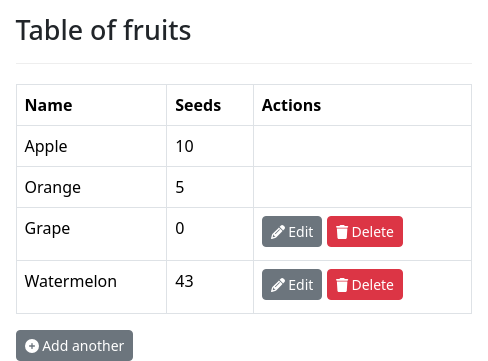 Table of fruits
Name Seeds Actions
Apple 10
Orange 5
Grape 0 Edit Delete
Watermelon 43 Edit Delete
Add another